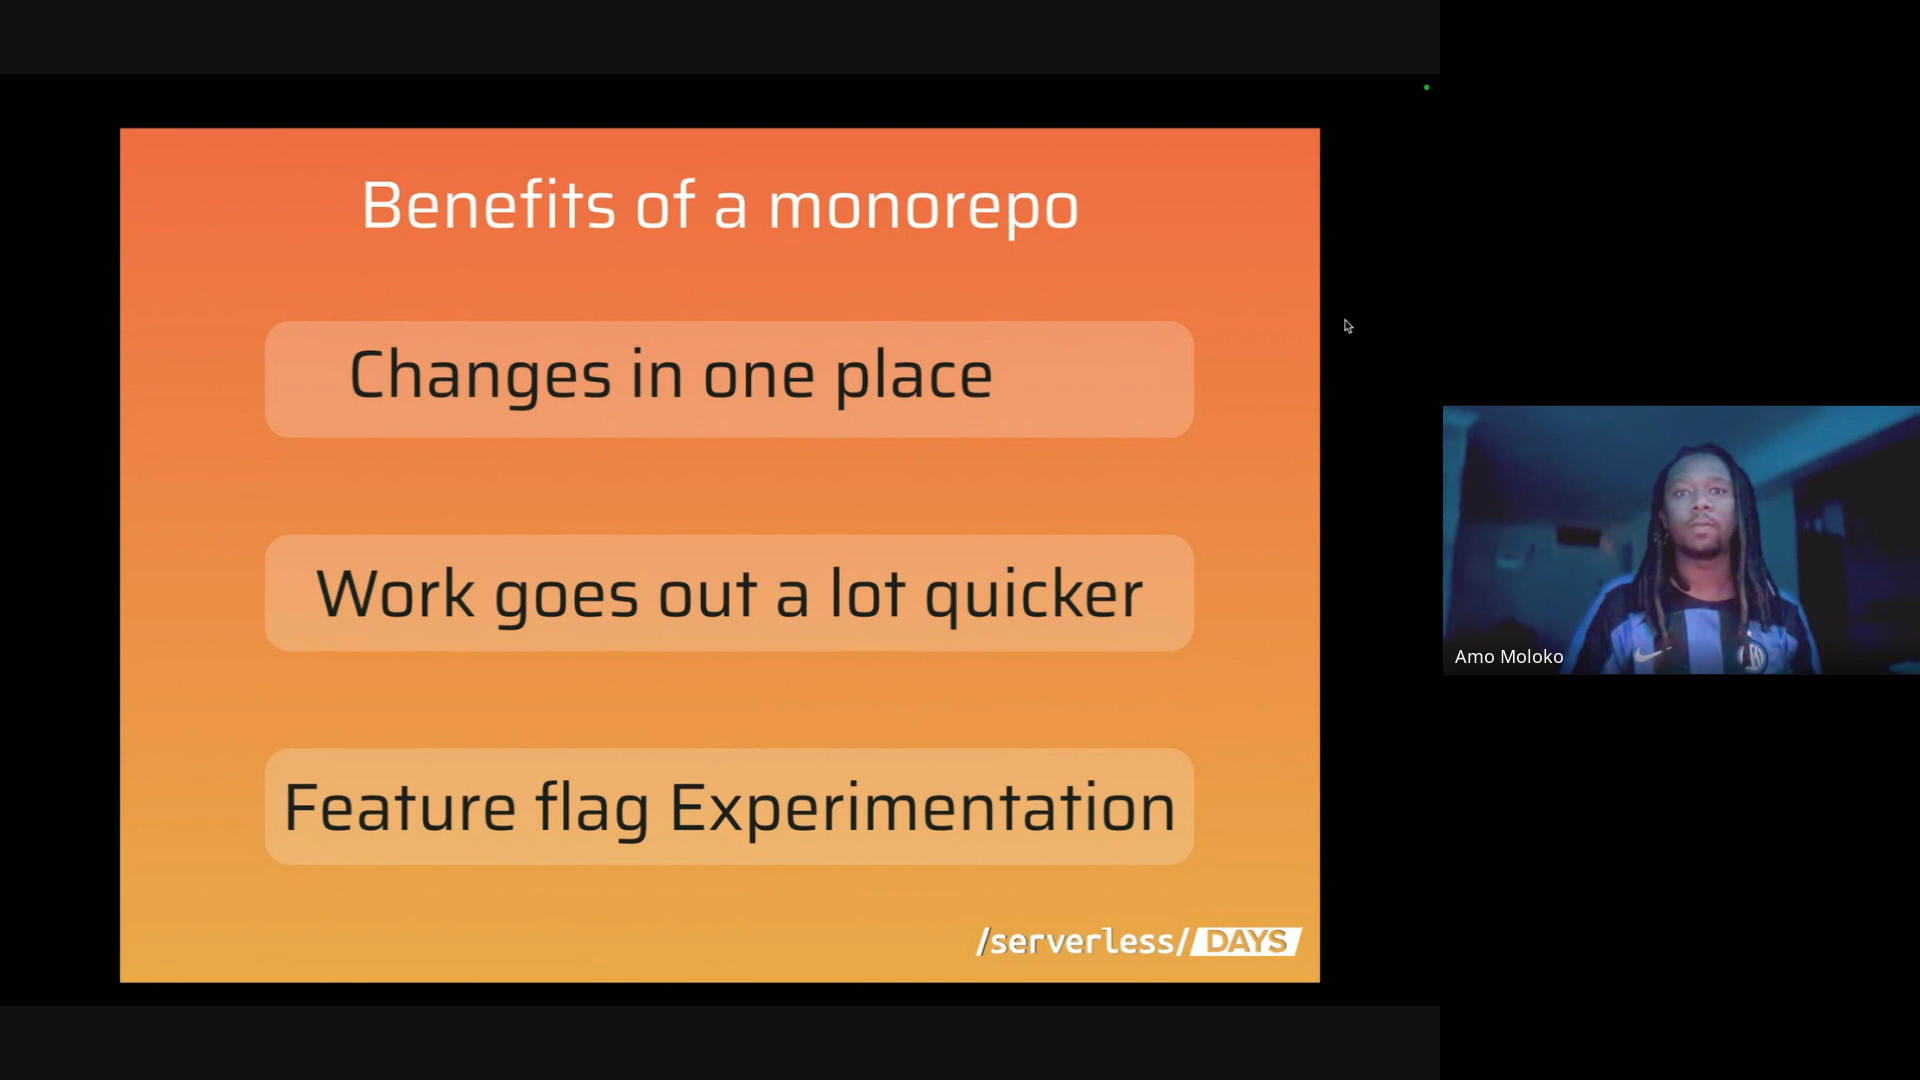 Benefits of a monorepo
Changes in one place
Work goes out a lot quicker
Feature flag Experimentation
/serverless/DAYS
Amo Moloko